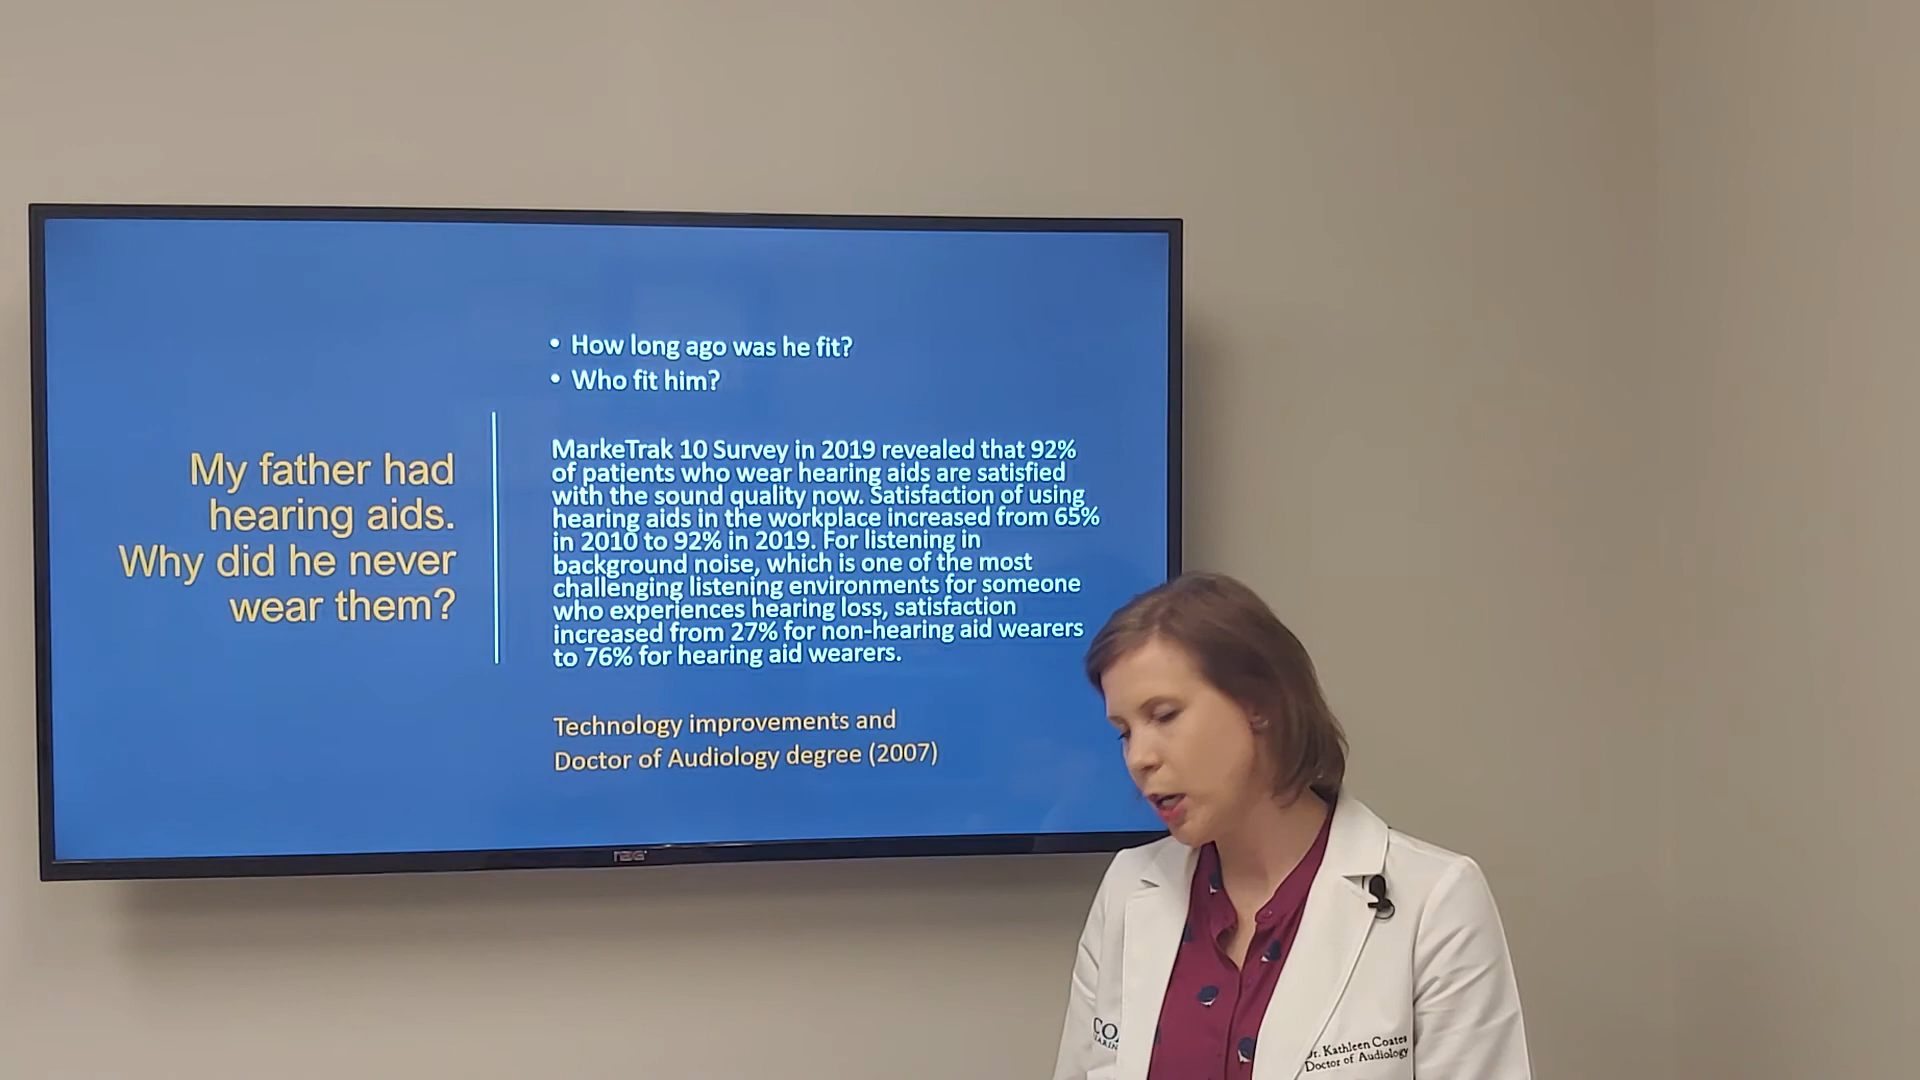 My father had
hearing aids.
Why did he never
wear them?
• How long ago was he fit?
• Who fit him?
MarkeTrak 10 Survey in 2019 revealed that 92%
of patients who wear hearing aids are satisfied
with the sound quality now. Satisfaction of using
hearing aids in the workplace increased from 65%
in 2010 to 92% in 2019. For listening in
background noise, which is one of the most
challenging listening environments for someone
who experiences hearing loss, satisfaction
increased from 27% for non-hearing aid wearers
to 76% for hearing aid wearers.
Technology improvements and
Doctor of Audiology degree (2007)
Dr. Kathleen Coates
Doctor of Audiology